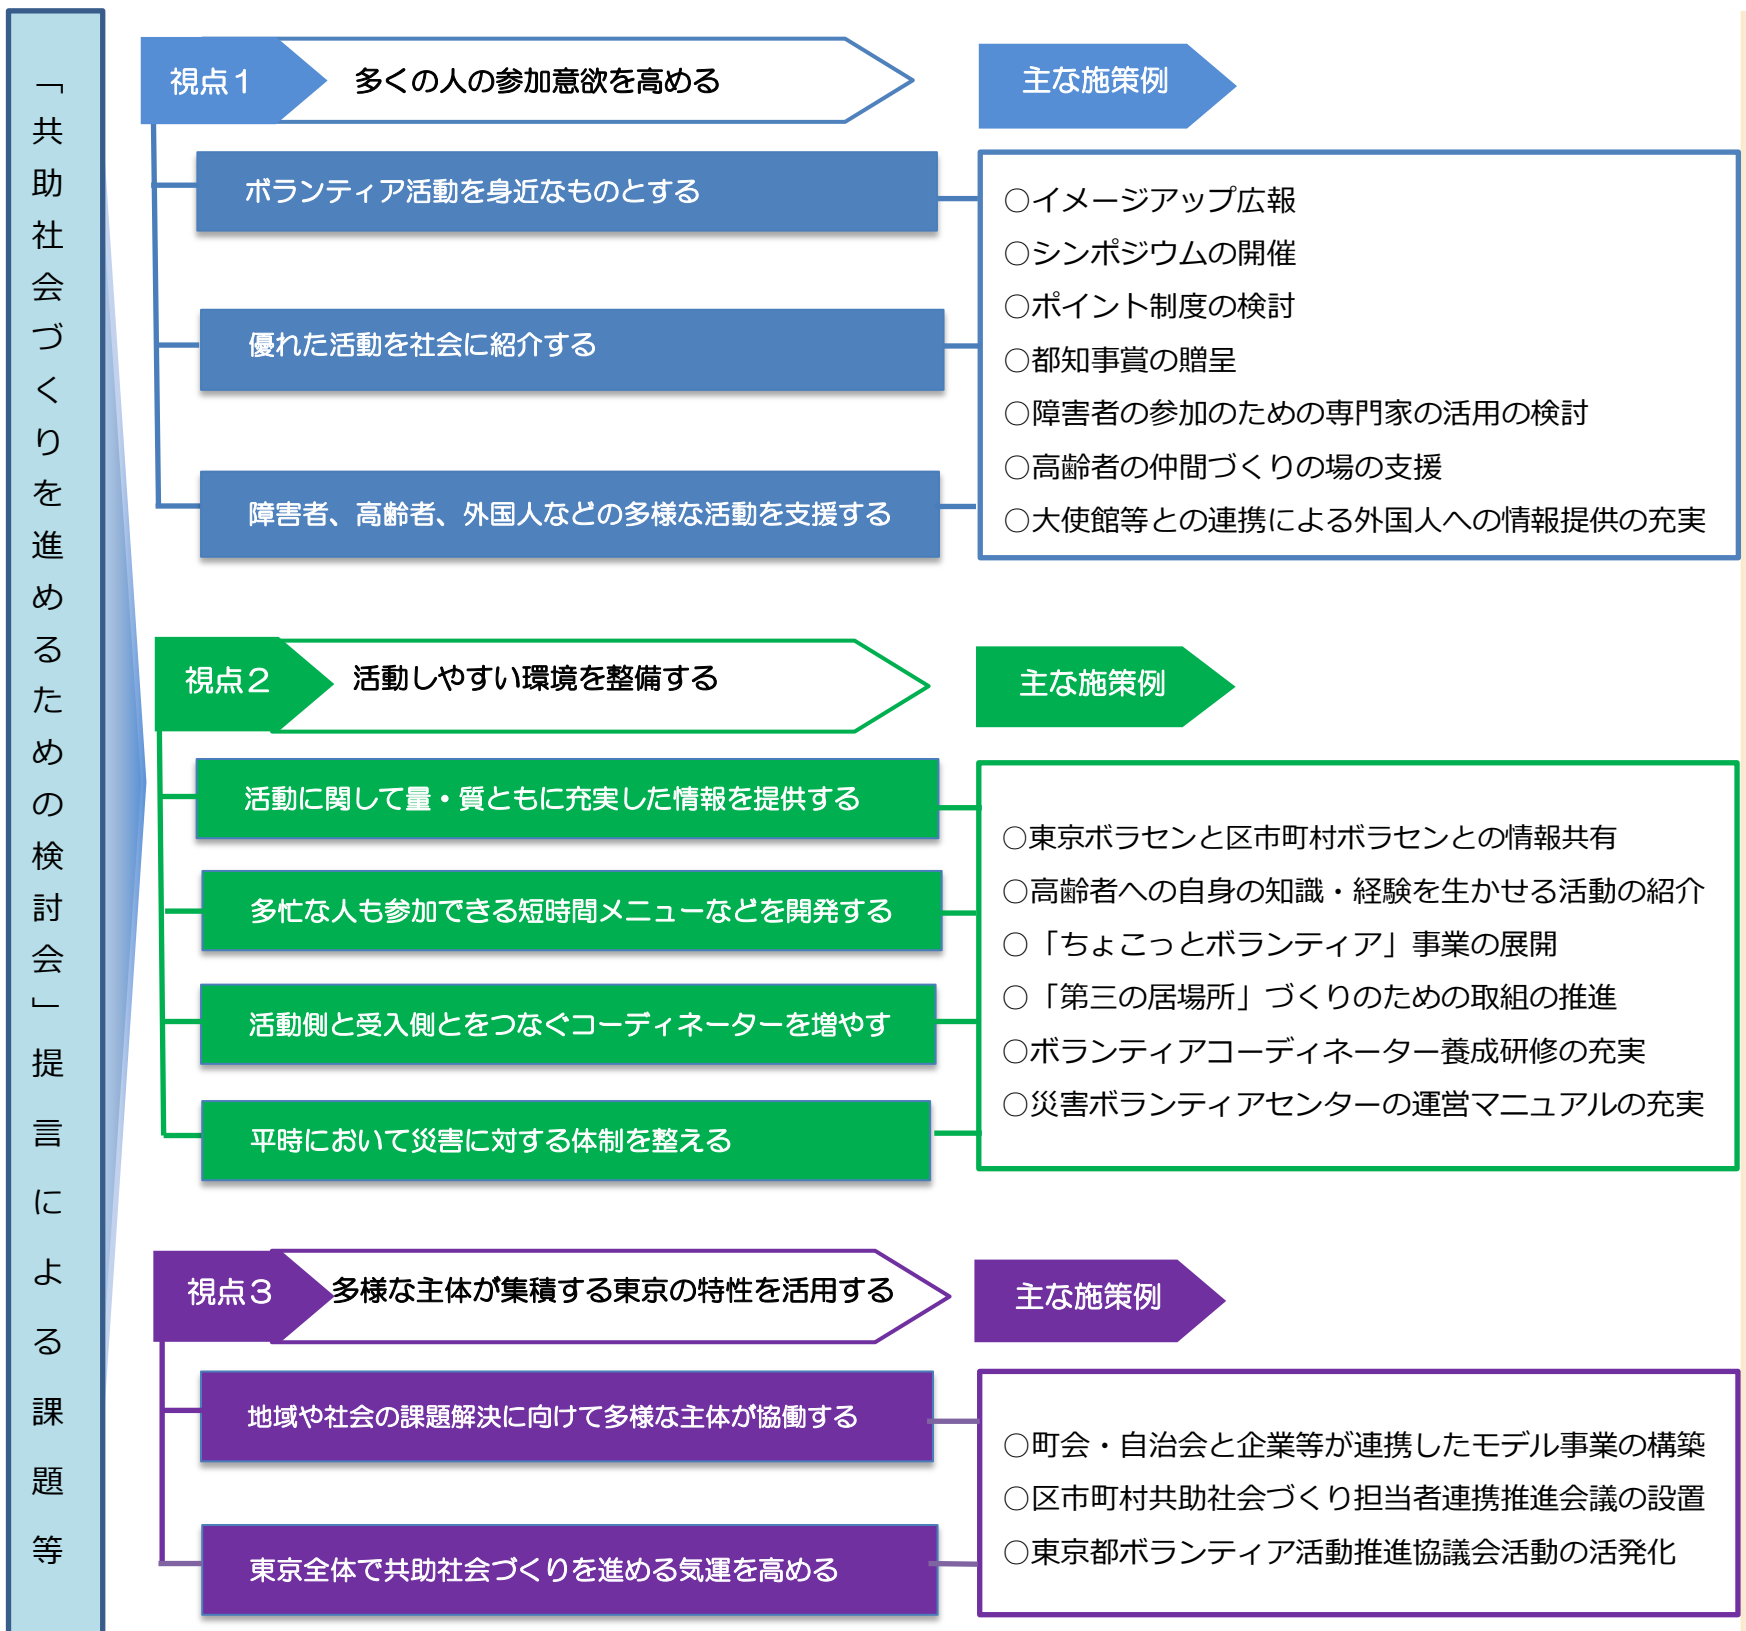 「共助社会づくりを進めるための検討会」提言による課題等
視点1
多くの人の参加意欲を高める
主な施策例
ボランティア活動を身近なものとする
優れた活動を社会に紹介する
障害者、高齢者、外国人などの多様な活動を支援する
○イメージアップ広報
○シンポジウムの開催
○ポイント制度の検討
○都知事賞の贈呈
○障害者の参加のための専門家の活用の検討
○高齢者の仲間づくりの場の支援
○大使館等との連携による外国人への情報提供の充実
視点2
活動しやすい環境を整備する
主な施策例
活動に関して量・質ともに充実した情報を提供する
多忙な人も参加できる短時間メニューなどを開発する
活動側と受入側とをつなぐコーディネーターを増やす
平時において災害に対する体制を整える
○東京ボラセンと区市町村ボラセンとの情報共有
○高齢者への自身の知識・経験を生かせる活動の紹介
○「ちょこっとボランティア」事業の展開
○「第三の居場所」づくりのための取組の推進
○ボランティアコーディネーター養成研修の充実
○災害ボランティアセンターの運営マニュアルの充実
視点3
多様な主体が集積する東京の特性を活用する
主な施策例
地域や社会の課題解決に向けて多様な主体が協働する
東京全体で共助社会づくりを進める気運を高める
○町会・自治会と企業等が連携したモデル事業の構築
○区市町村共助社会づくり担当者連携推進会議の設置
○東京都ボランティア活動推進協議会活動の活発化